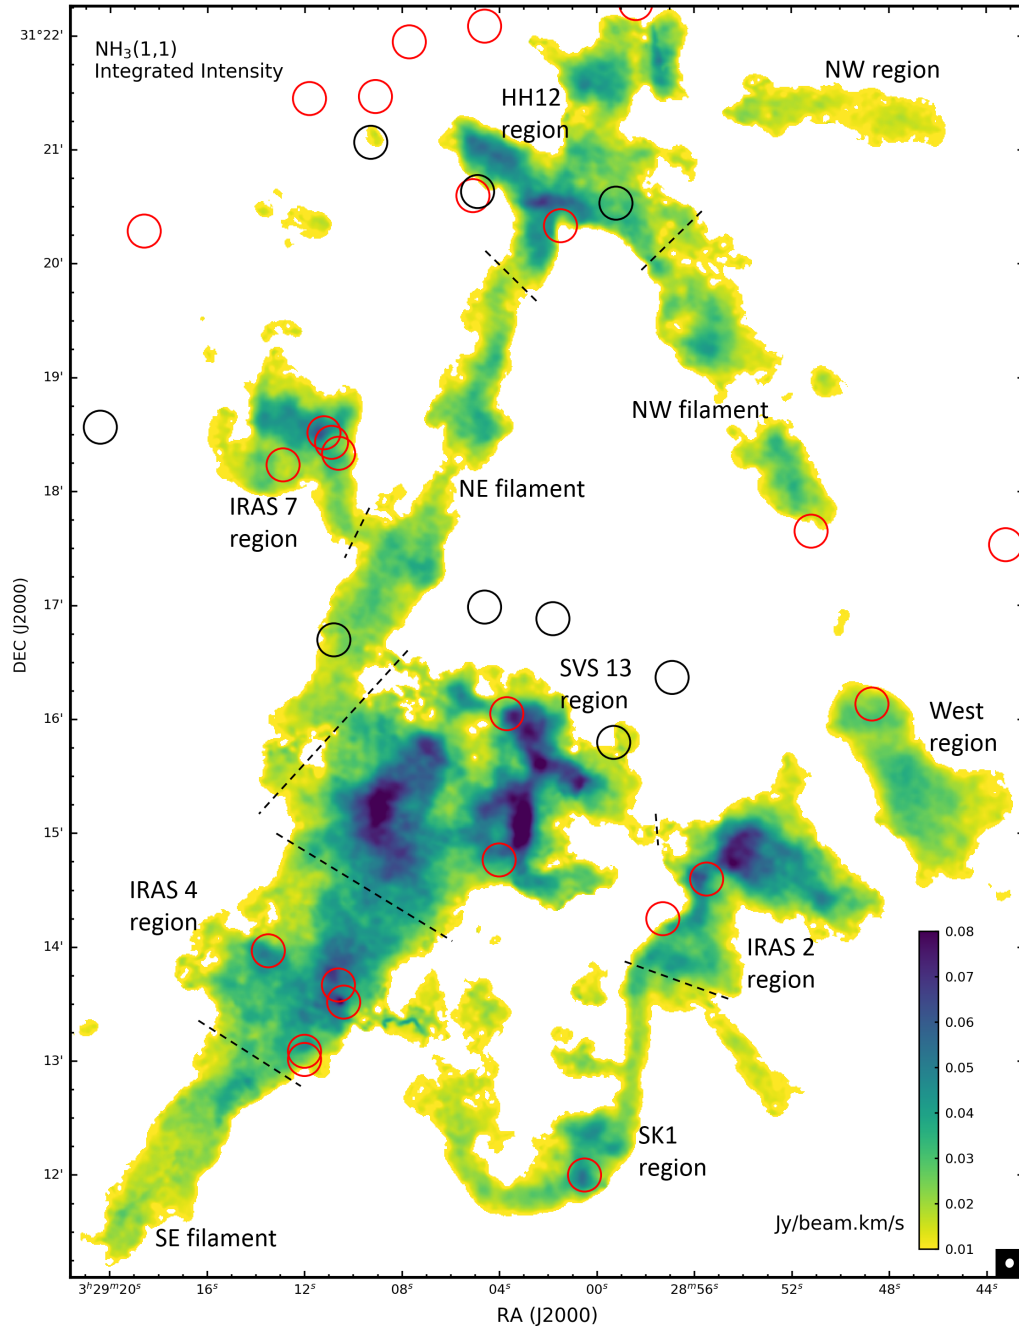 NH₃(1,1)
Integrated Intensity
NW region
HH12
region
NW filament
NE filament
IRAS 7
region
SVS 13
region
West
region
IRAS 4
region
IRAS 2
region
SK1
region
SE filament
Jy/beam.km/s
0.08
0.07
0.06
0.05
0.04
0.03
0.02
0.01
DEC (J2000)
31°22'
21'
20'
19'
18'
17'
16'
15'
14'
13'
12'
3ʰ29ᵐ20ˢ
16ˢ
12ˢ
08ˢ
04ˢ
00ˢ
28ᵐ56ˢ
52ˢ
48ˢ
44ˢ
RA (J2000)